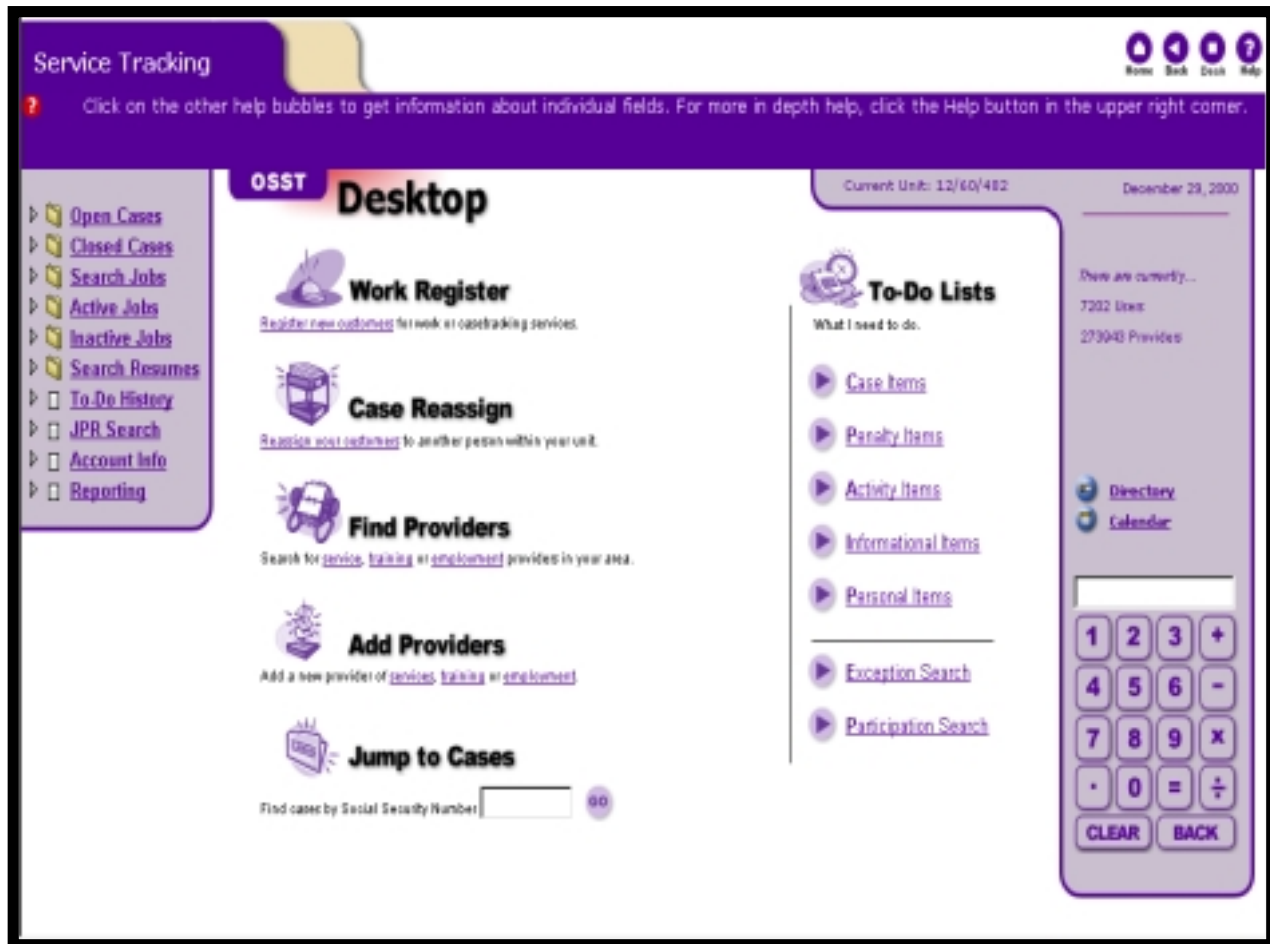 Service Tracking
Home Back Desk Help
? Click on the other help bubbles to get information about individual fields. For more in depth help, click the Help button in the upper right corner.
OSST
Desktop
Current Unit: 12/60/482
December 29, 2000
Open Cases
Closed Cases
Search Jobs
Active Jobs
Inactive Jobs
Search Resumes
To-Do History
JPR Search
Account Info
Reporting
Work Register
Register new customers for work or casetracking services.
Case Reassign
Reassign your customers to another person within your unit.
Find Providers
Search for service, training or employment providers in your area.
Add Providers
Add a new provider of services, training or employment.
Jump to Cases
Find cases by Social Security Number
GO
To-Do Lists
What I need to do.
Case Items
Penalty Items
Activity Items
Informational Items
Personal Items
Exception Search
Participation Search
There are currently...
7202 Users
273943 Providers
Directory
Calendar
1 2 3 +
4 5 6 -
7 8 9 x
. 0 = ÷
CLEAR BACK